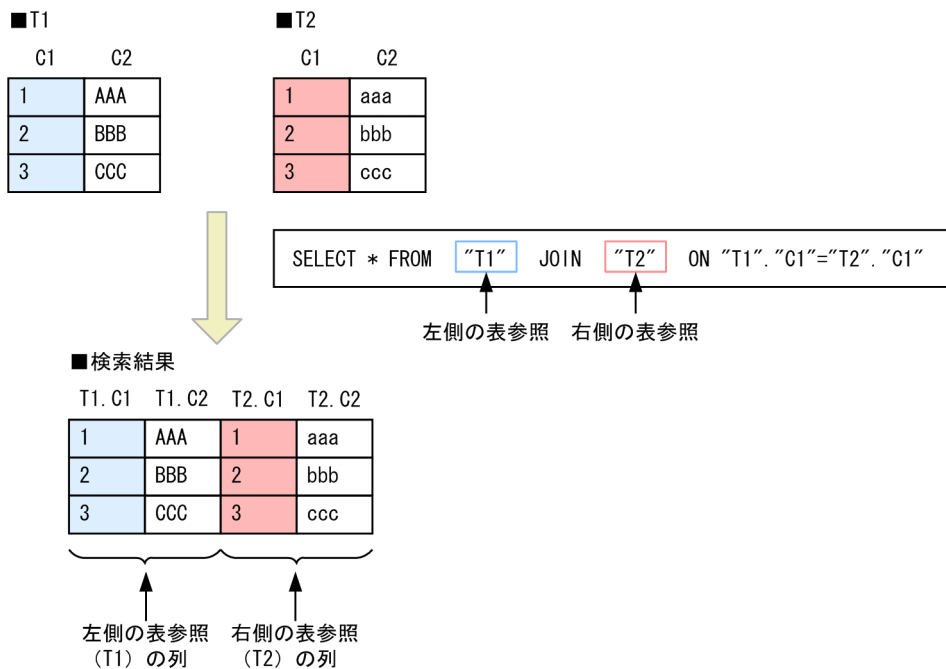 ■T1
C1 C2
1 AAA
2 BBB
3 CCC
■T2
C1 C2
1 aaa
2 bbb
3 ccc
SELECT * FROM "T1" JOIN "T2" ON "T1"."C1"="T2"."C1"
左側の表参照 右側の表参照
■検索結果
T1.C1 T1.C2 T2.C1 T2.C2
1 AAA 1 aaa
2 BBB 2 bbb
3 CCC 3 ccc
左側の表参照
（T1）の列
右側の表参照
（T2）の列